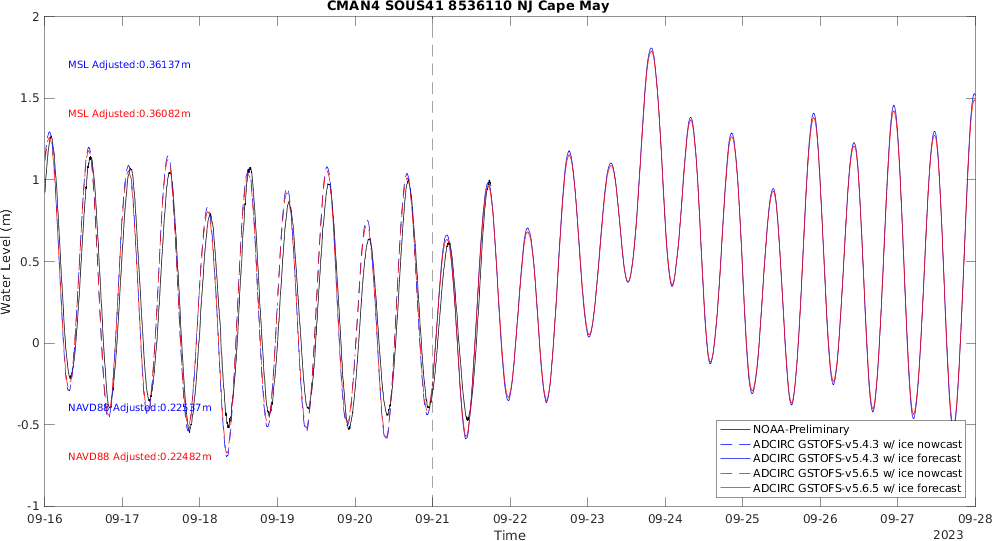 CMAN4 SOUS41 8536110 NJ Cape May
2
MSL Adjusted:0.36137m
1.5
MSL Adjusted:0.36082m
1
0.5
Water Level (m)
0
NAVD88 Adjusted:0.22537m
-0.5
NAVD88 Adjusted:0.22482m
NOAA-Preliminary
ADCIRC GSTOFS-v5.4.3 w/ ice nowcast
ADCIRC GSTOFS-v5.4.3 w/ ice forecast
ADCIRC GSTOFS-v5.6.5 w/ ice nowcast
ADCIRC GSTOFS-v5.6.5 w/ ice forecast
-1
09-16 09-17 09-18 09-19 09-20 09-21 09-22 09-23 09-24 09-25 09-26 09-27 09-28
Time
2023